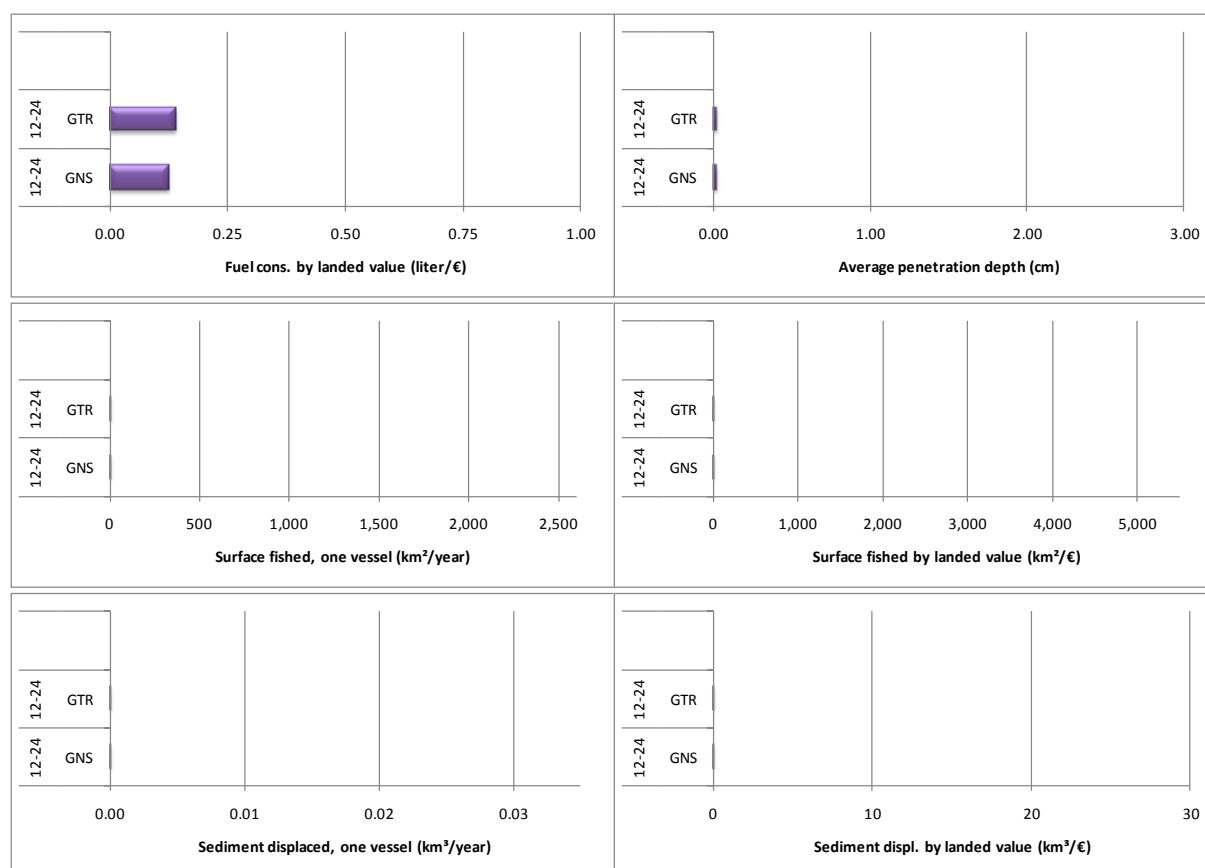 12-24 GTR
12-24 GNS
0.00 0.25 0.50 0.75 1.00
Fuel cons. by landed value (liter/€)
12-24 GTR
12-24 GNS
0.00 1.00 2.00 3.00
Average penetration depth (cm)
12-24 GTR
12-24 GNS
0 500 1,000 1,500 2,000 2,500
Surface fished, one vessel (km²/year)
12-24 GTR
12-24 GNS
0 1,000 2,000 3,000 4,000 5,000
Surface fished by landed value (km²/€)
12-24 GTR
12-24 GNS
0.00 0.01 0.02 0.03
Sediment displaced, one vessel (km³/year)
12-24 GTR
12-24 GNS
0 10 20 30
Sediment displ. by landed value (km³/€)